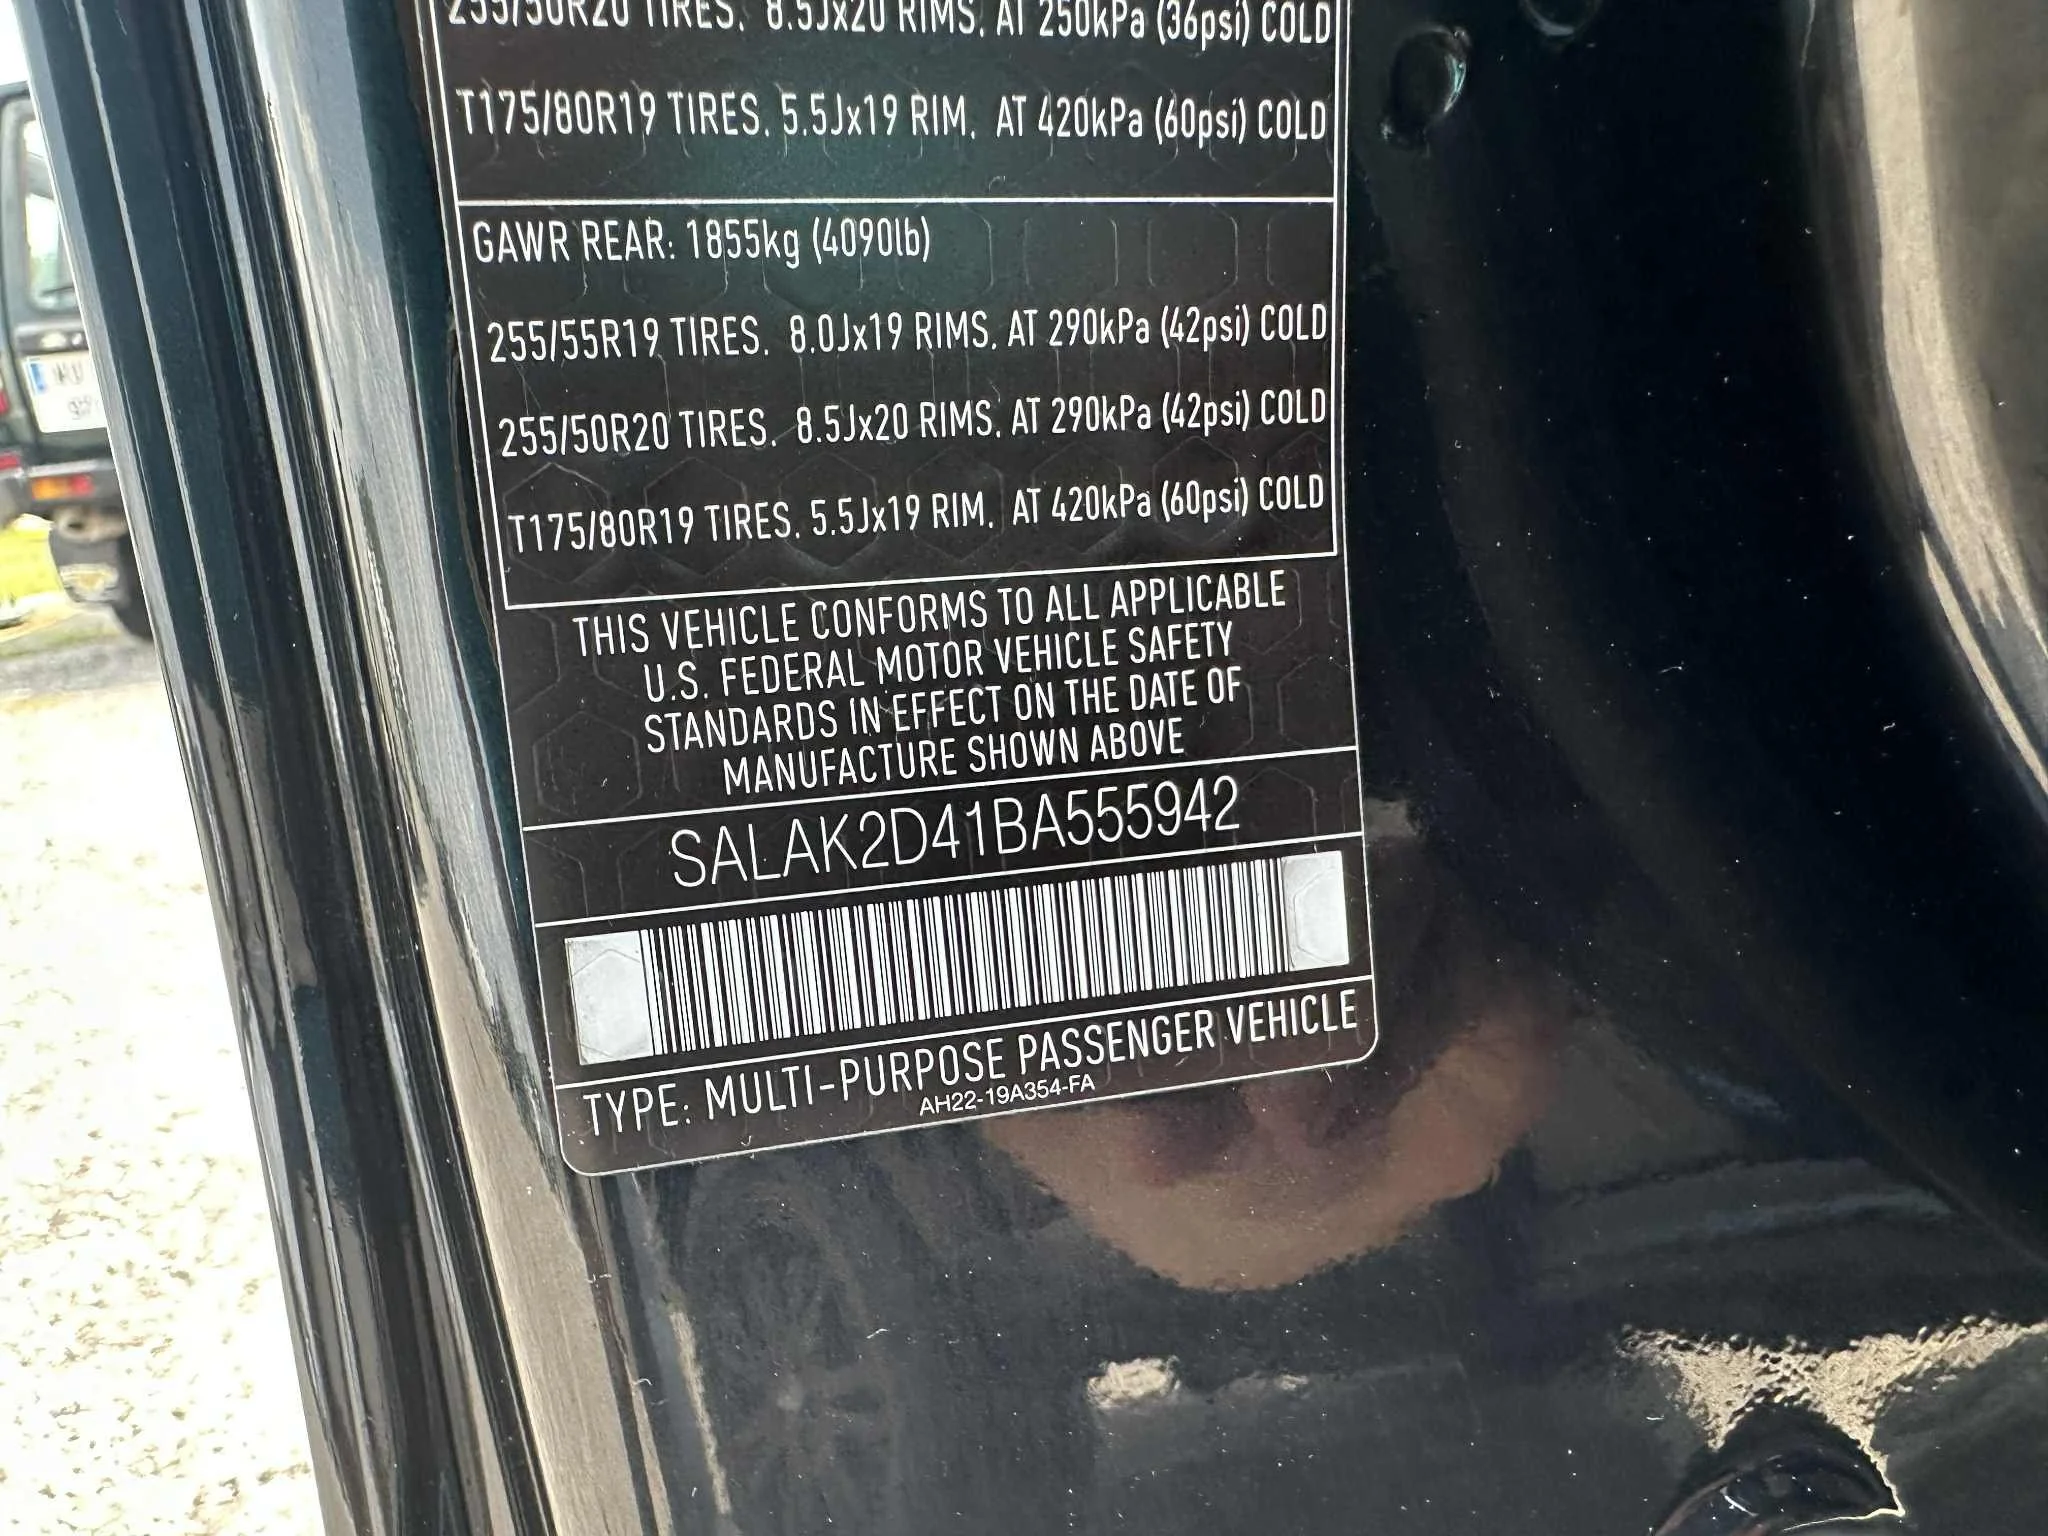 255/50R20 TIRES. 8.5Jx20 RIMS. AT 250kPa (36psi) COLD
T175/80R19 TIRES. 5.5Jx19 RIM. AT 420kPa (60psi) COLD
GAWR REAR: 1855kg (4090lb)
255/55R19 TIRES. 8.0Jx19 RIMS. AT 290kPa (42psi) COLD
255/50R20 TIRES. 8.5Jx20 RIMS. AT 290kPa (42psi) COLD
T175/80R19 TIRES. 5.5Jx19 RIM. AT 420kPa (60psi) COLD
THIS VEHICLE CONFORMS TO ALL APPLICABLE
U.S. FEDERAL MOTOR VEHICLE SAFETY
STANDARDS IN EFFECT ON THE DATE OF
MANUFACTURE SHOWN ABOVE
SALAK2D41BA555942
TYPE: MULTI-PURPOSE PASSENGER VEHICLE
AH22-19A354-FA